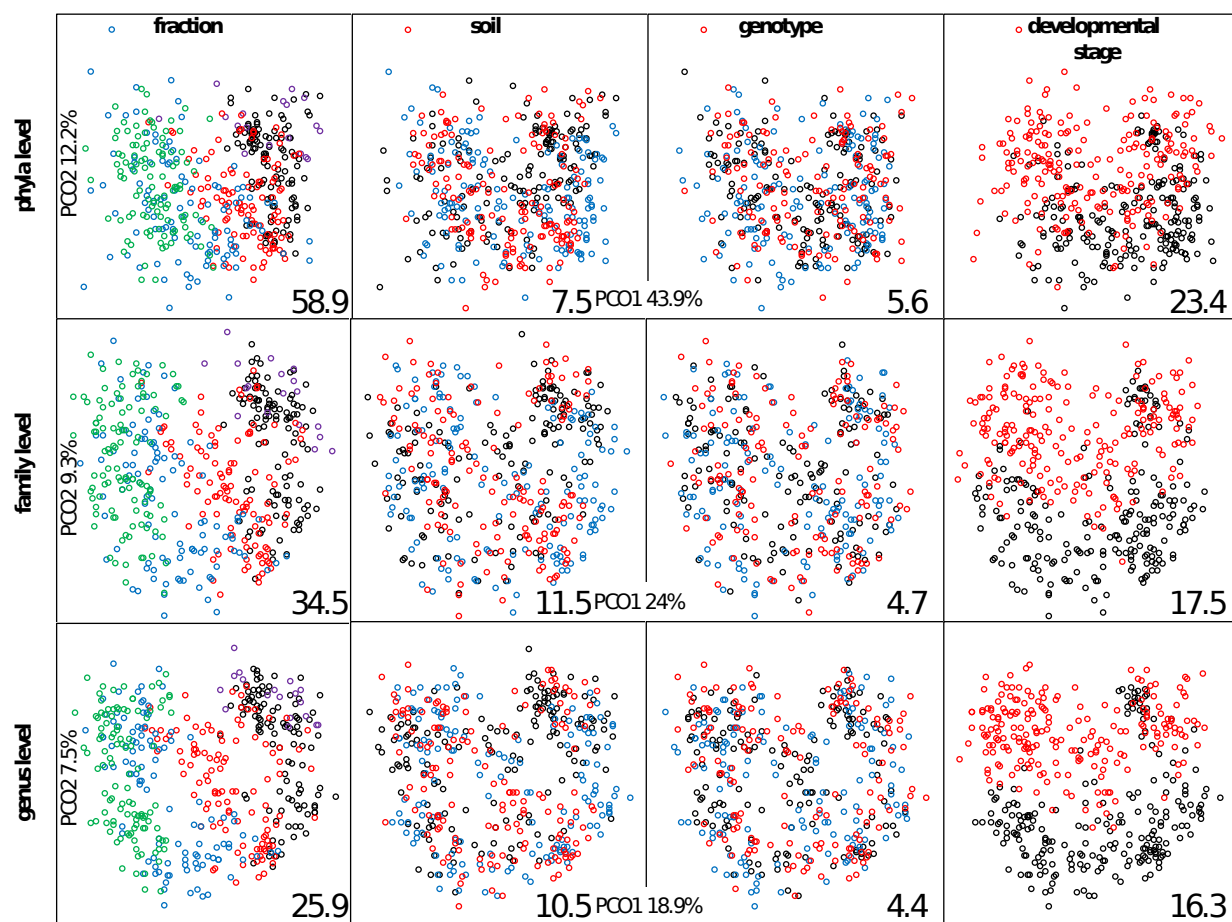 fraction
soil
genotype
developmental
stage
phyla level
PCO2 12.2%
58.9
7.5
PCO1 43.9%
5.6
23.4
family level
PCO2 9.3%
34.5
11.5
PCO1 24%
4.7
17.5
genus level
PCO2 7.5%
25.9
10.5
PCO1 18.9%
4.4
16.3